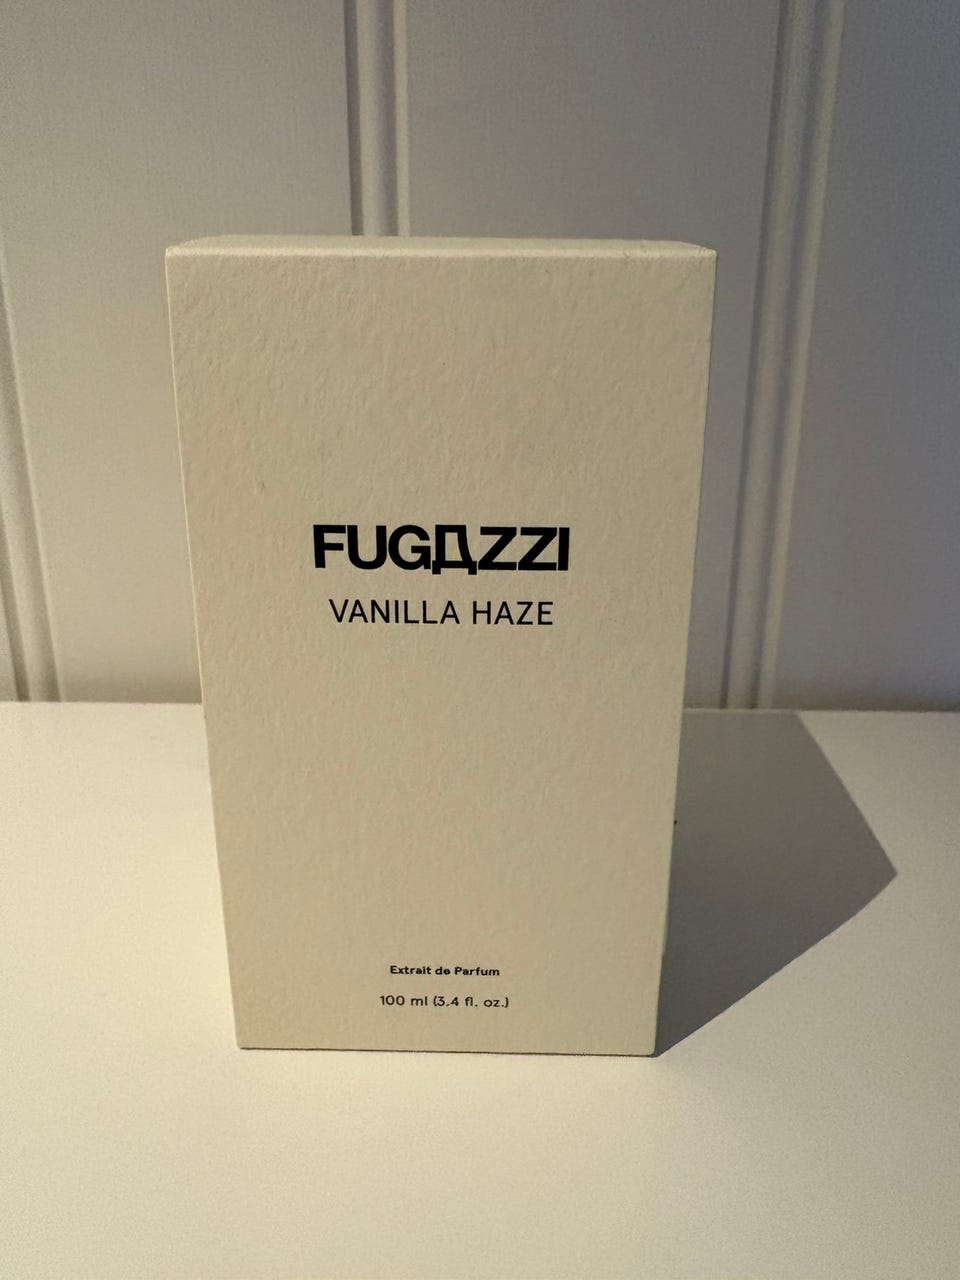 FUGДZZI
VANILLA HAZE
Extrait de Parfum
100 ml (3.4 fl. oz.)